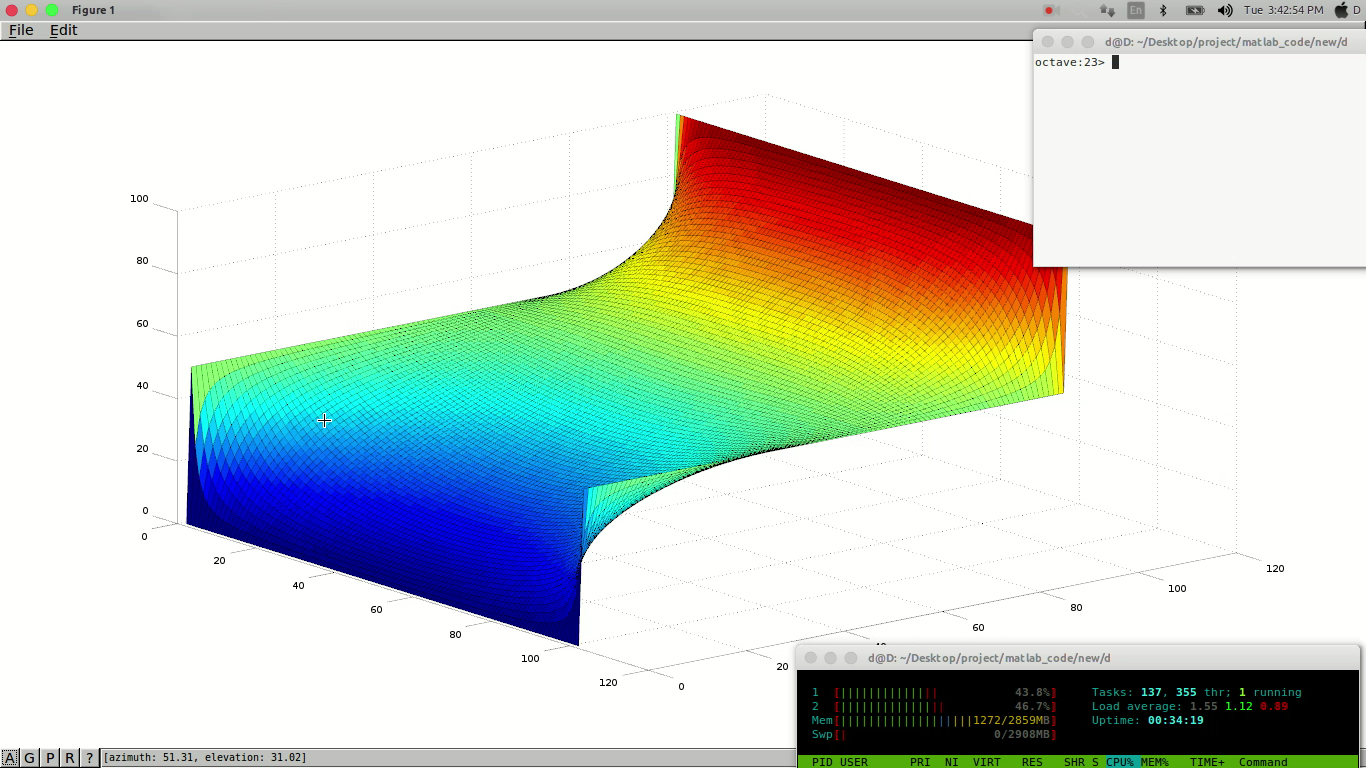 Figure 1
En
Tue 3:42:54 PM
D
File Edit
d@D: ~/Desktop/project/matlab_code/new/d
octave:23>
100
80
60
40
20
0
0
20
40
60
80
100
120
0
20
60
80
100
120
d@D: ~/Desktop/project/matlab_code/new/d
1 [|||||||||||||| 43.8%] Tasks: 137, 355 thr; 1 running
2 [||||||||||||||| 46.7%] Load average: 1.55 1.12 0.89
Mem[||||||||||||||||||||1272/2859MB] Uptime: 00:34:19
Swp[| 0/2908MB]
PID USER PRI NI VIRT RES SHR S CPU% MEM% TIME+ Command
A G P R ? [azimuth: 51.31, elevation: 31.02]